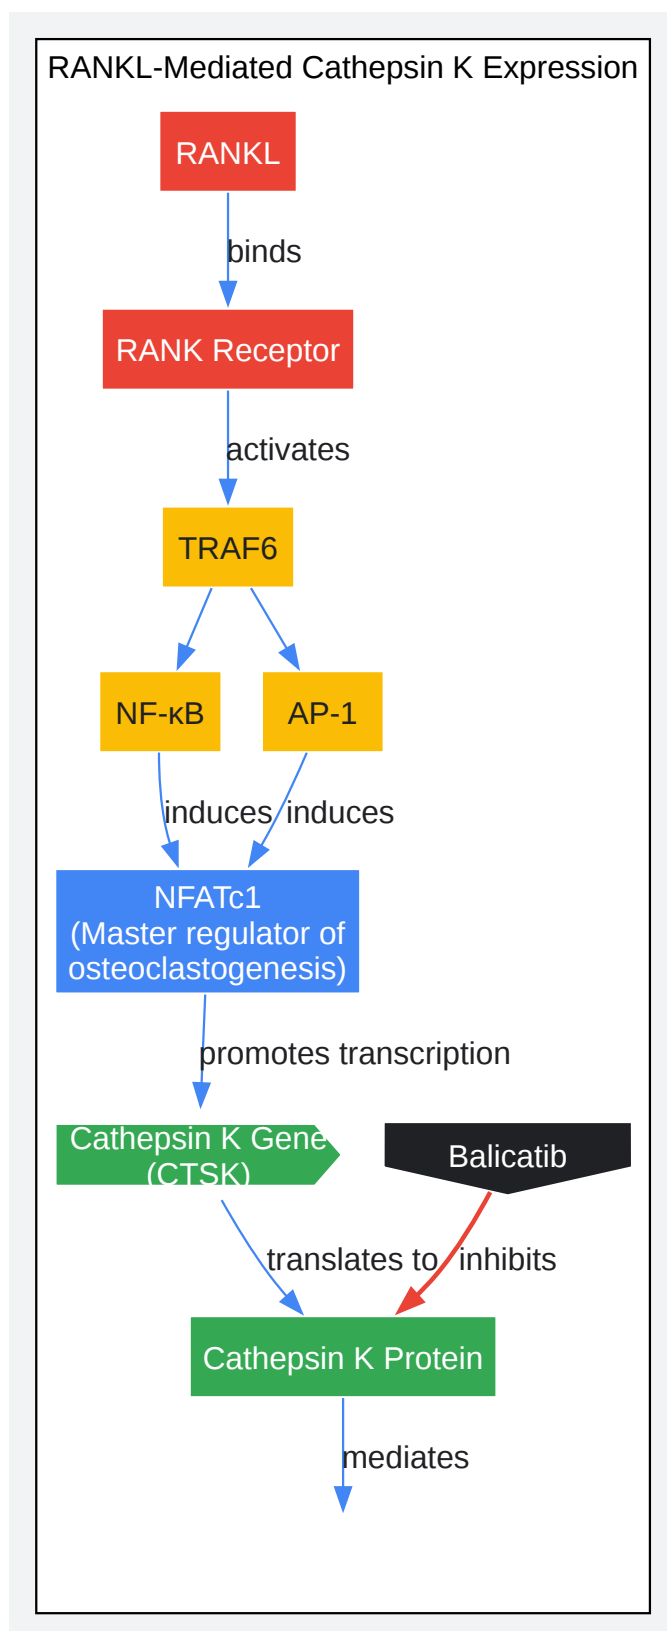 RANKL-Mediated Cathepsin K Expression
RANKL
binds
RANK Receptor
activates
TRAF6
NF-κB
AP-1
induces
induces
NFATc1
(Master regulator of
osteoclastogenesis)
promotes transcription
Cathepsin K Gene
(CTSK)
Balicatib
translates to
inhibits
Cathepsin K Protein
mediates